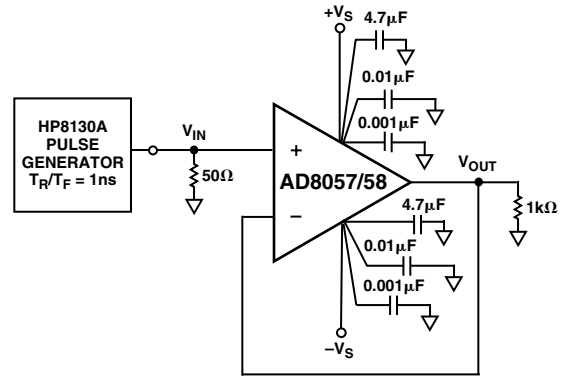 +VS
4.7µF
0.01µF
0.001µF
HP8130A
PULSE
GENERATOR
TR/TF = 1ns
VIN
50Ω
+
−
AD8057/58
VOUT
1kΩ
4.7µF
0.01µF
0.001µF
−VS